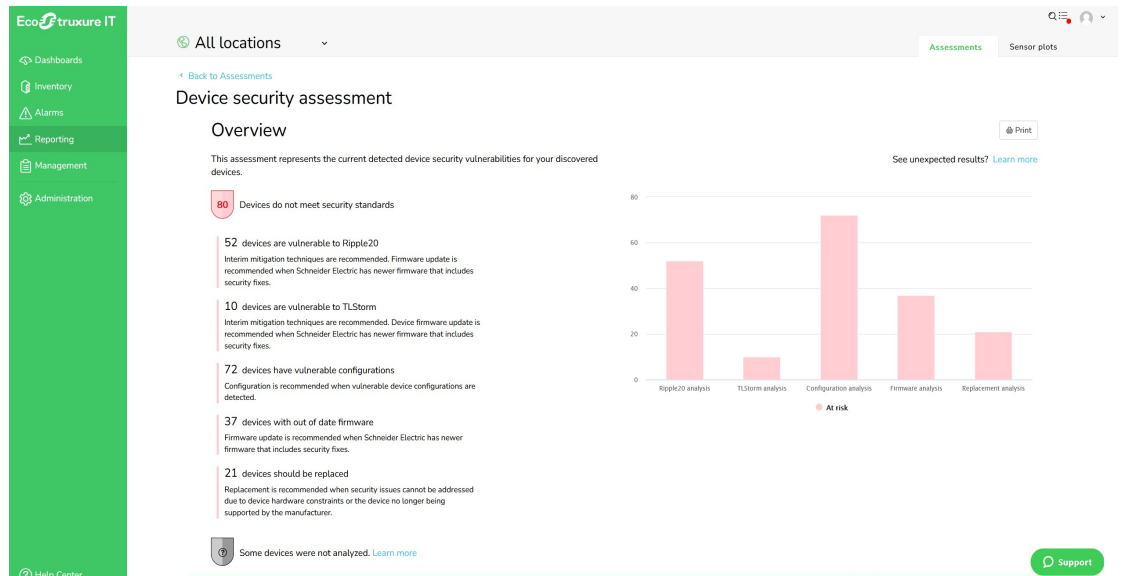 EcoStruxure IT
Dashboards
Inventory
Alarms
Reporting
Management
Administration
Help Center
All locations
Assessments
Sensor plots
Back to Assessments
Device security assessment
Overview
Print
This assessment represents the current detected device security vulnerabilities for your discovered
devices.
See unexpected results? Learn more
80 Devices do not meet security standards
52 devices are vulnerable to Ripple20
Interim mitigation techniques are recommended. Firmware update is
recommended when Schneider Electric has newer firmware that includes
security fixes.
10 devices are vulnerable to TLStorm
Interim mitigation techniques are recommended. Device firmware update is
recommended when Schneider Electric has newer firmware that includes
security fixes.
72 devices have vulnerable configurations
Configuration is recommended when vulnerable device configurations are
detected.
37 devices with out of date firmware
Firmware update is recommended when Schneider Electric has newer
firmware that includes security fixes.
21 devices should be replaced
Replacement is recommended when security issues cannot be addressed
due to device hardware constraints or the device no longer being
supported by the manufacturer.
? Some devices were not analyzed. Learn more
80
60
40
20
0
Ripple20 analysis
TLStorm analysis
Configuration analysis
Firmware analysis
Replacement analysis
At risk
Support